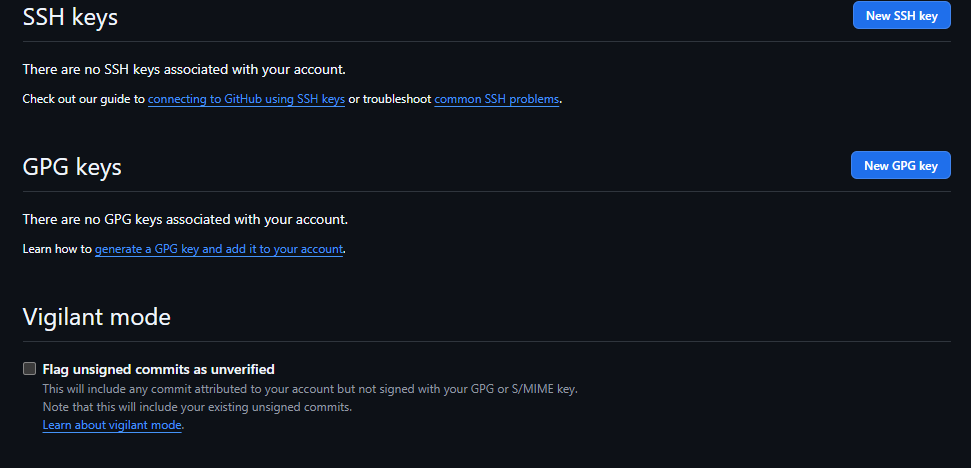 SSH keys
New SSH key
There are no SSH keys associated with your account.
Check out our guide to connecting to GitHub using SSH keys or troubleshoot common SSH problems.
GPG keys
New GPG key
There are no GPG keys associated with your account.
Learn how to generate a GPG key and add it to your account.
Vigilant mode
Flag unsigned commits as unverified
This will include any commit attributed to your account but not signed with your GPG or S/MIME key.
Note that this will include your existing unsigned commits.
Learn about vigilant mode.